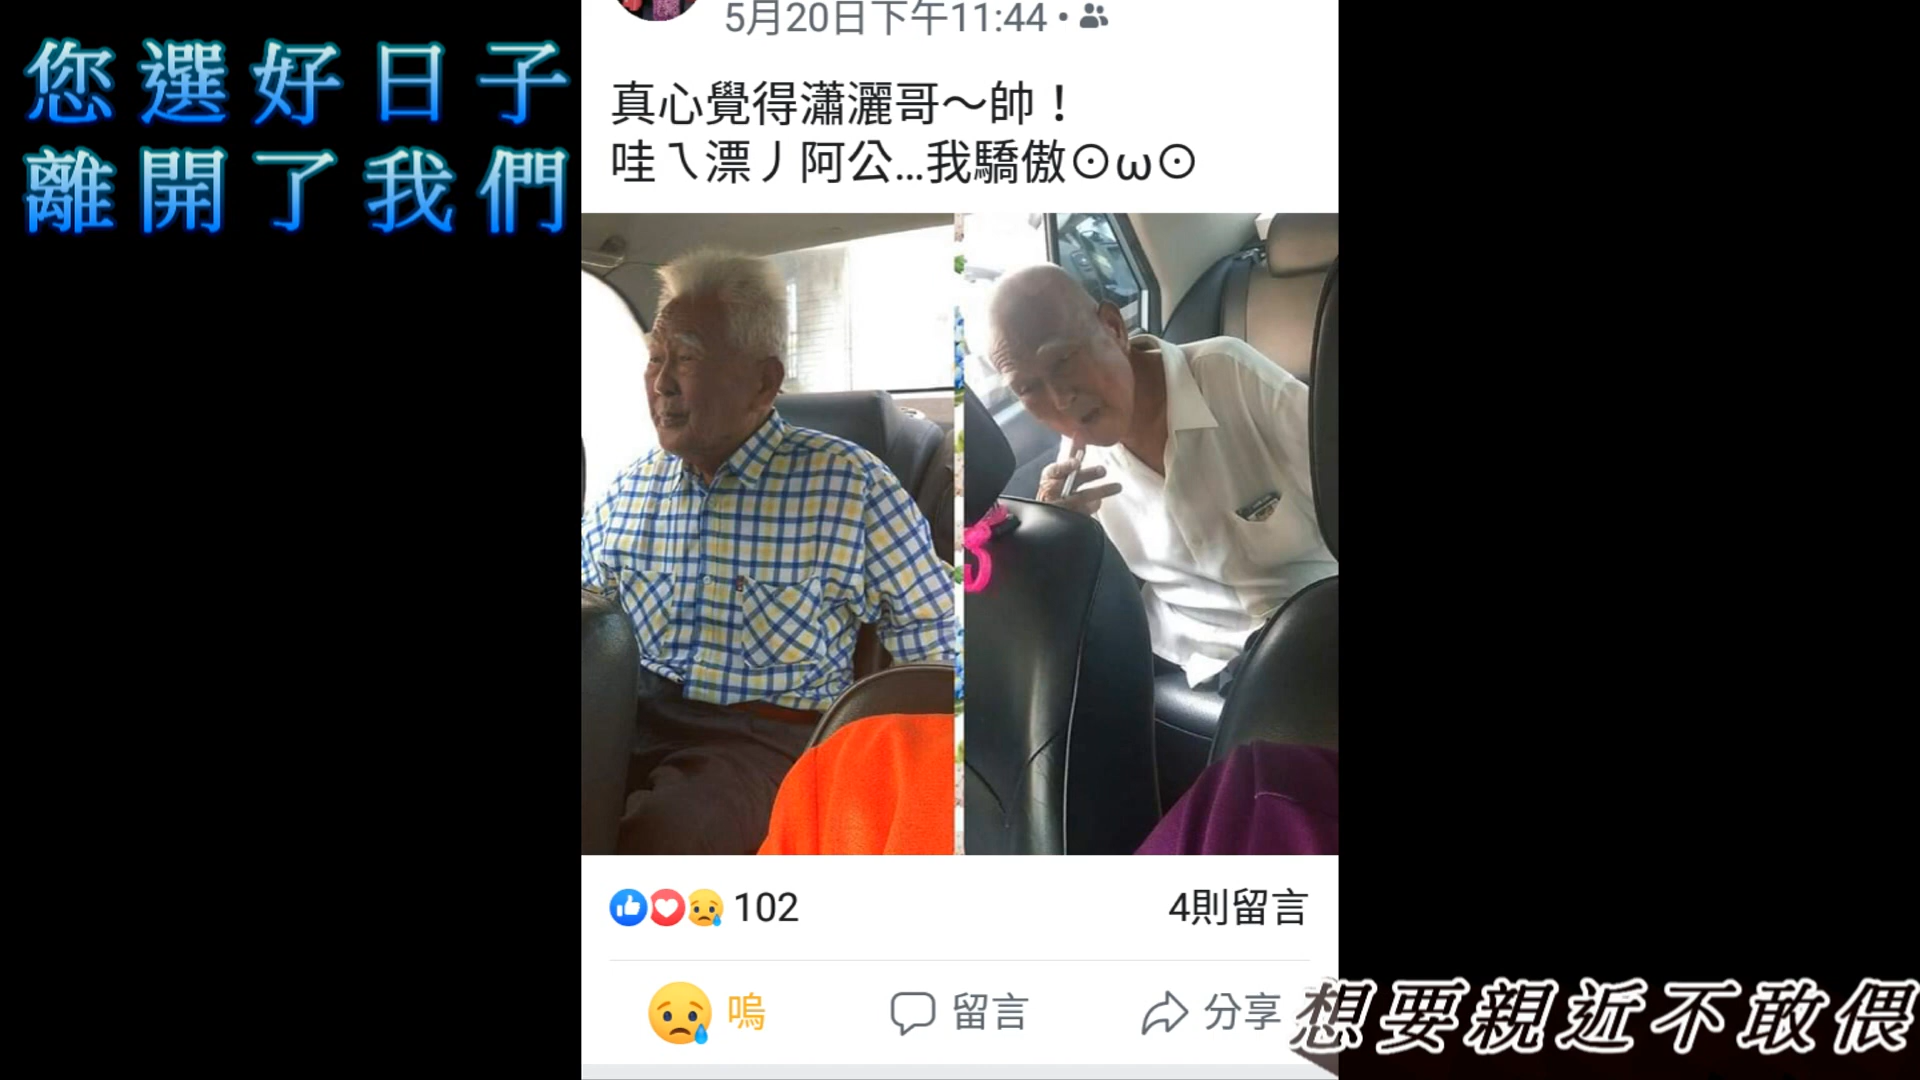 您選好日子
離開了我們
5月20日下午11:44
真心覺得瀟灑哥～帥！
哇ㄟ漂ノ阿公...我驕傲⊙ω⊙
102
4則留言
嗚
留言
分享
想要親近不敢偎